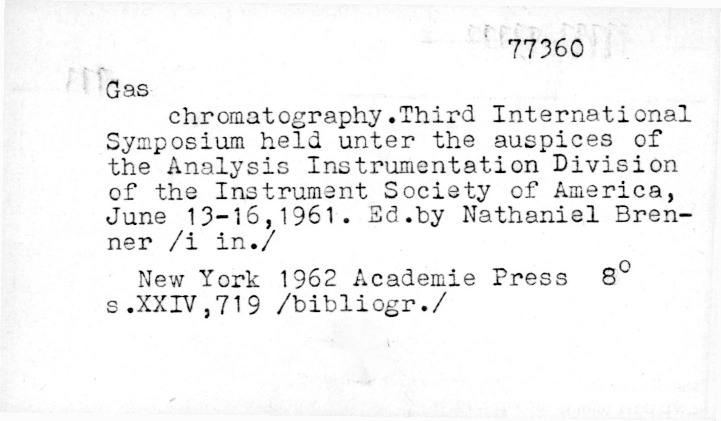 77360
Gas
chromatography.Third International
Symposium held unter the auspices of
the Analysis Instrumentation Division
of the Instrument Society of America,
June 13-16,1961. Ed.by Nathaniel Bren-
ner /i in./
New York 1962 Academie Press 8°
s.XXIV,719 /bibliogr./